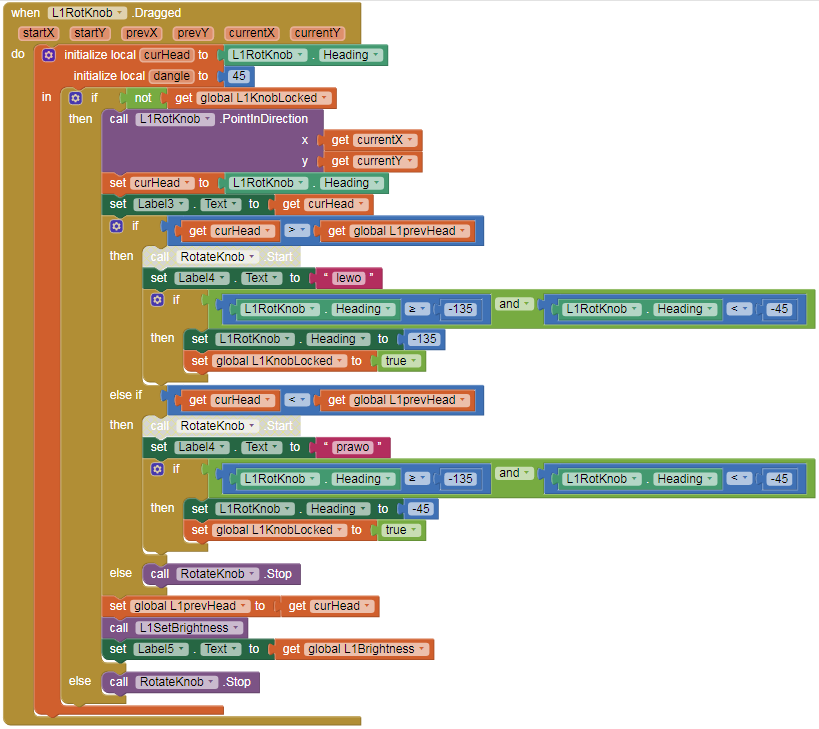 when L1RotKnob .Dragged
startX startY prevX prevY currentX currentY
do initialize local curHead to L1RotKnob . Heading
initialize local dangle to 45
in if not get global L1KnobLocked
then call L1RotKnob .PointInDirection
x get currentX
y get currentY
set curHead to L1RotKnob . Heading
set Label3 . Text to get curHead
if get curHead > get global L1prevHead
then call RotateKnob .Start
set Label4 . Text to “ lewo ”
if L1RotKnob . Heading ≥ -135 and L1RotKnob . Heading < -45
then set L1RotKnob . Heading to -135
set global L1KnobLocked to true
else if get curHead < get global L1prevHead
then call RotateKnob .Start
set Label4 . Text to “ prawo ”
if L1RotKnob . Heading ≥ -135 and L1RotKnob . Heading < -45
then set L1RotKnob . Heading to -45
set global L1KnobLocked to true
else call RotateKnob .Stop
set global L1prevHead to get curHead
call L1SetBrightness
set Label5 . Text to get global L1Brightness
else call RotateKnob .Stop